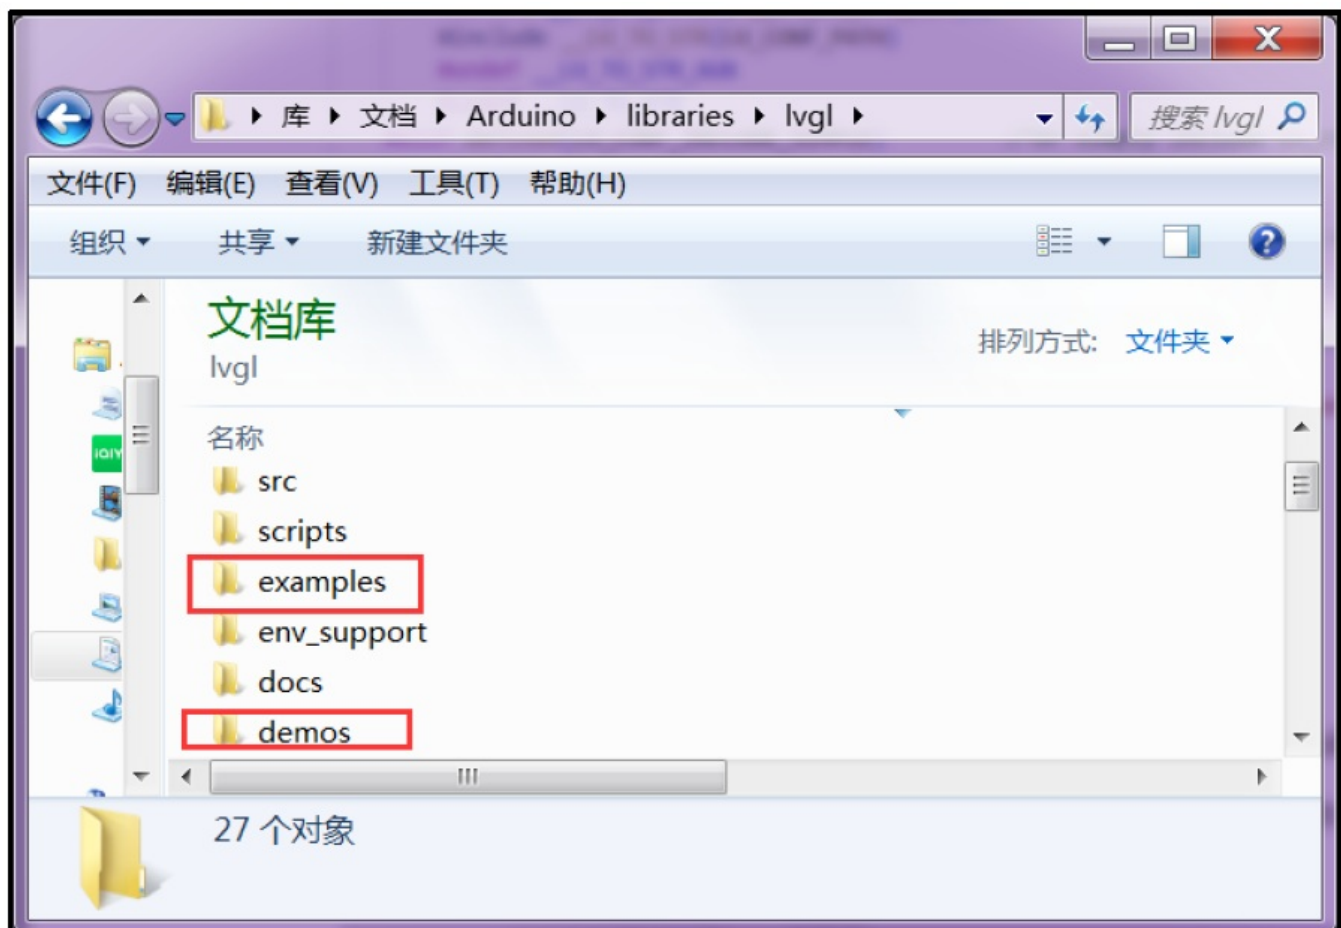 库 文档 Arduino libraries lvgl 搜索 lvgl
文件(F) 编辑(E) 查看(V) 工具(T) 帮助(H)
组织 共享 新建文件夹
文档库
lvgl
排列方式: 文件夹
名称
src
scripts
examples
env_support
docs
demos
27 个对象